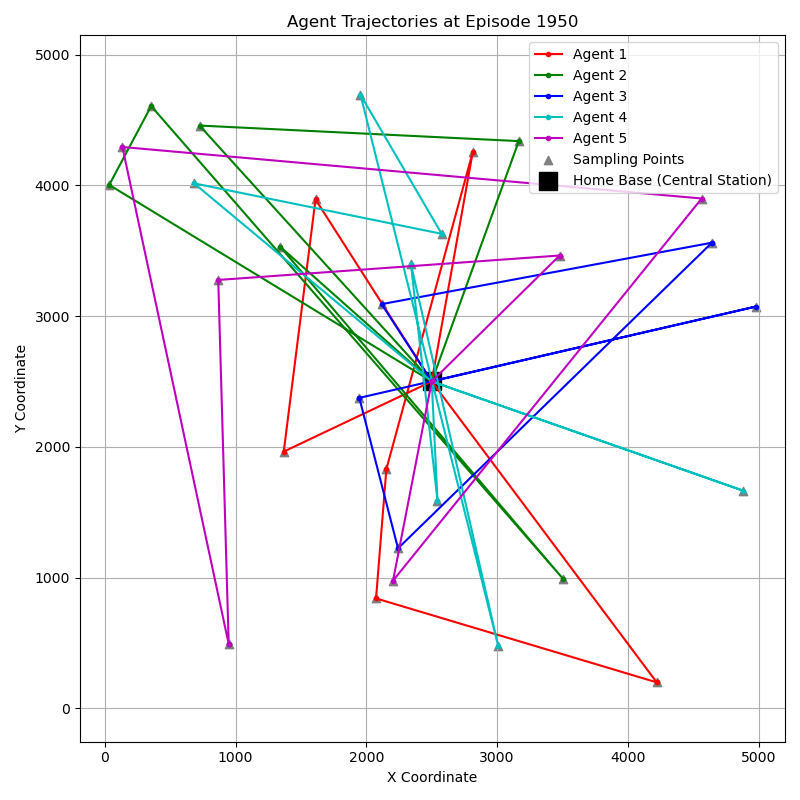 Agent Trajectories at Episode 1950
Agent 1
Agent 2
Agent 3
Agent 4
Agent 5
Sampling Points
Home Base (Central Station)
Y Coordinate
5000
4000
3000
2000
1000
0
0 1000 2000 3000 4000 5000
X Coordinate